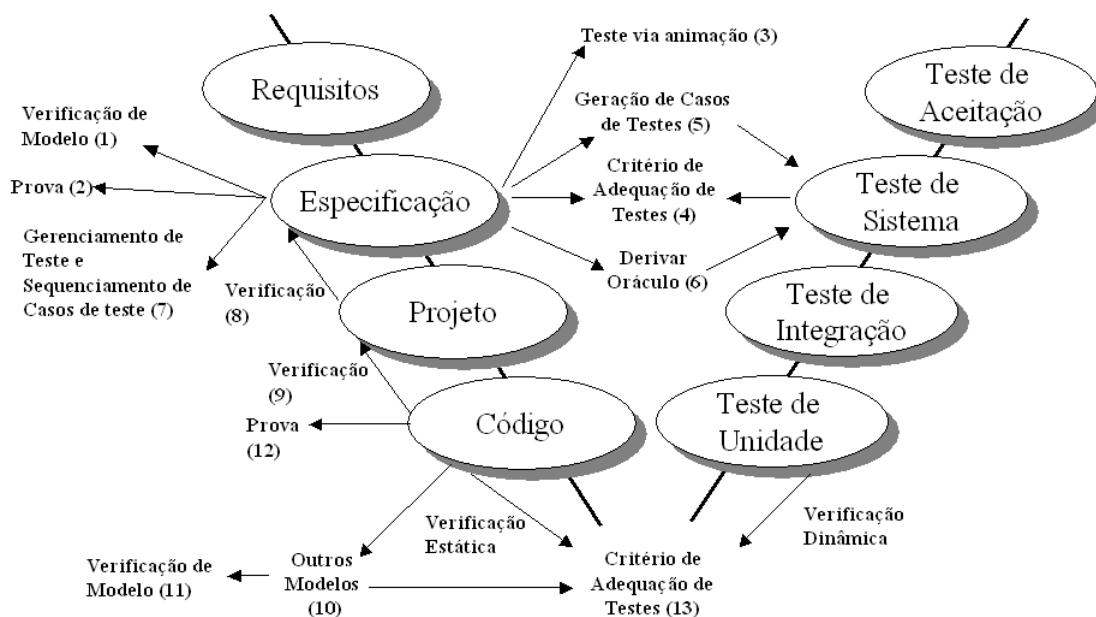 Requisitos
Teste via animação (3)
Teste de
Aceitação
Verificação de
Modelo (1)
Geração de Casos
de Testes (5)
Prova (2)
Especificação
Critério de
Adequação de
Testes (4)
Teste de
Sistema
Gerenciamento de
Teste e
Sequenciamento de
Casos de teste (7)
Verificação
(8)
Derivar
Oráculo (6)
Projeto
Teste de
Integração
Verificação
(9)
Prova
(12)
Código
Teste de
Unidade
Verificação
Estática
Verificação
Dinâmica
Verificação de
Modelo (11)
Outros
Modelos
(10)
Critério de
Adequação de
Testes (13)